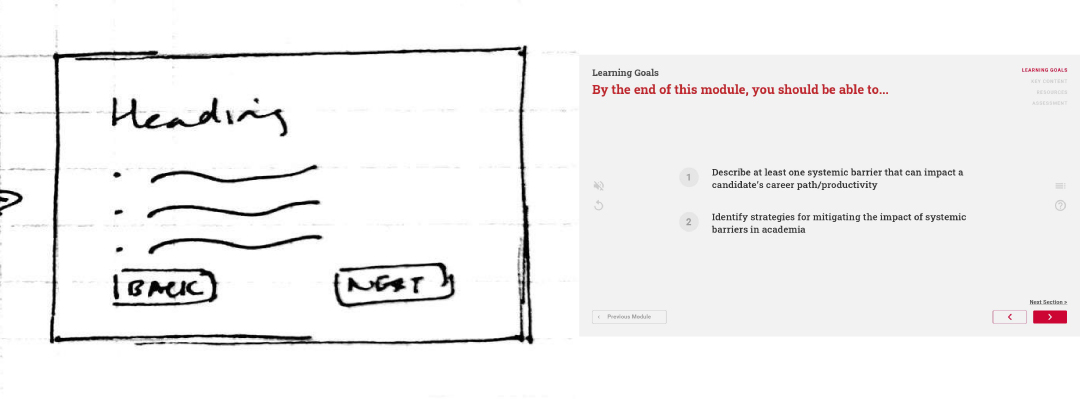 Heading
BACK
NEXT
Learning Goals
By the end of this module, you should be able to...
LEARNING GOALS
KEY CONTENT
RESOURCES
ASSESSMENT
1 Describe at least one systemic barrier that can impact a
candidate's career path/productivity
2 Identify strategies for mitigating the impact of systemic
barriers in academia
Next Section >
< Previous Module
< >